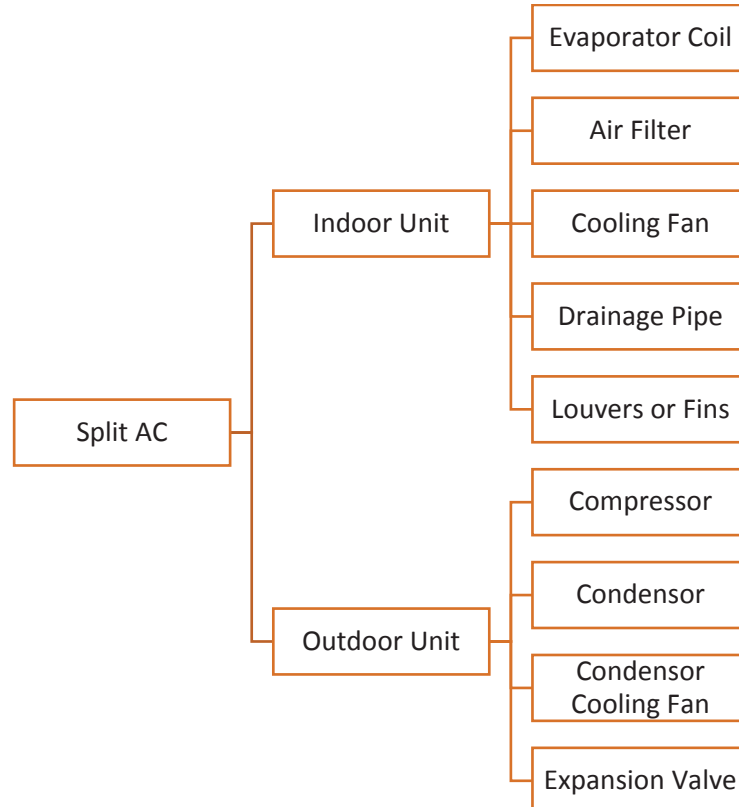 Split AC
Indoor Unit
Evaporator Coil
Air Filter
Cooling Fan
Drainage Pipe
Louvers or Fins
Outdoor Unit
Compressor
Condensor
Condensor
Cooling Fan
Expansion Valve